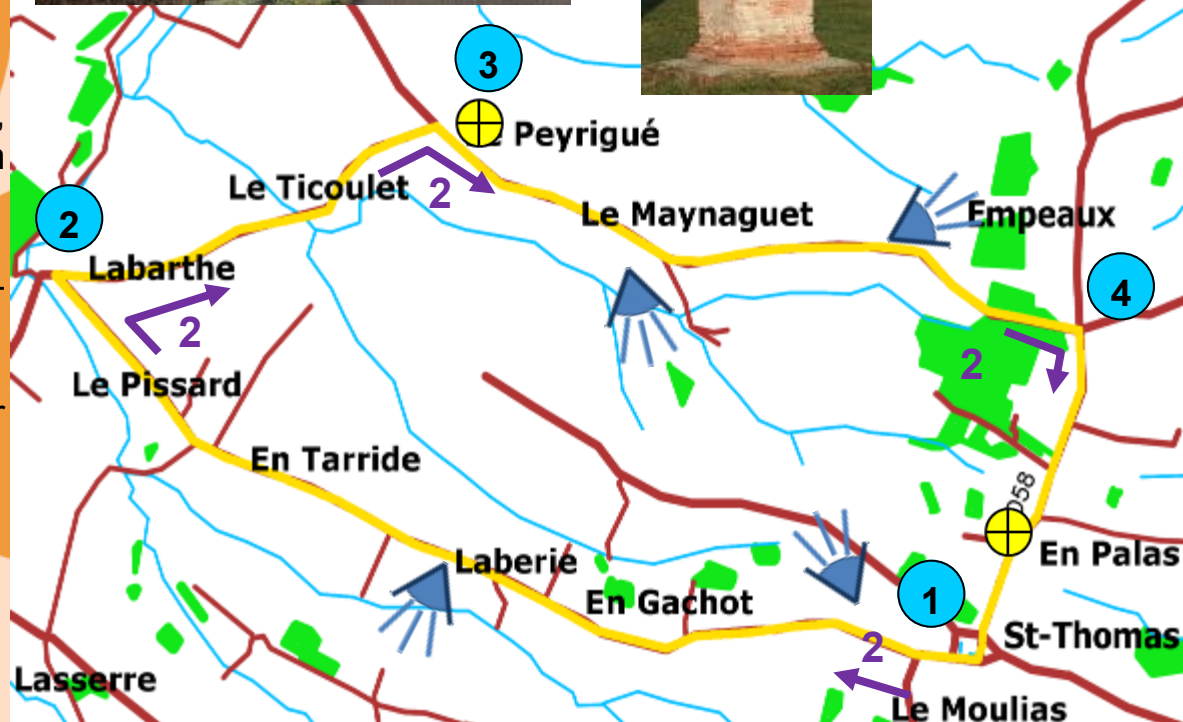 3
Peyrigué
Le Ticoulet
2
Le Maynaguet
Empeaux
2
Labarthe
4
2
2
Le Pissard
En Tarride
D58
En Palas
Laberie
En Gachot
1
St-Thomas
2
Lasserre
Le Moulias